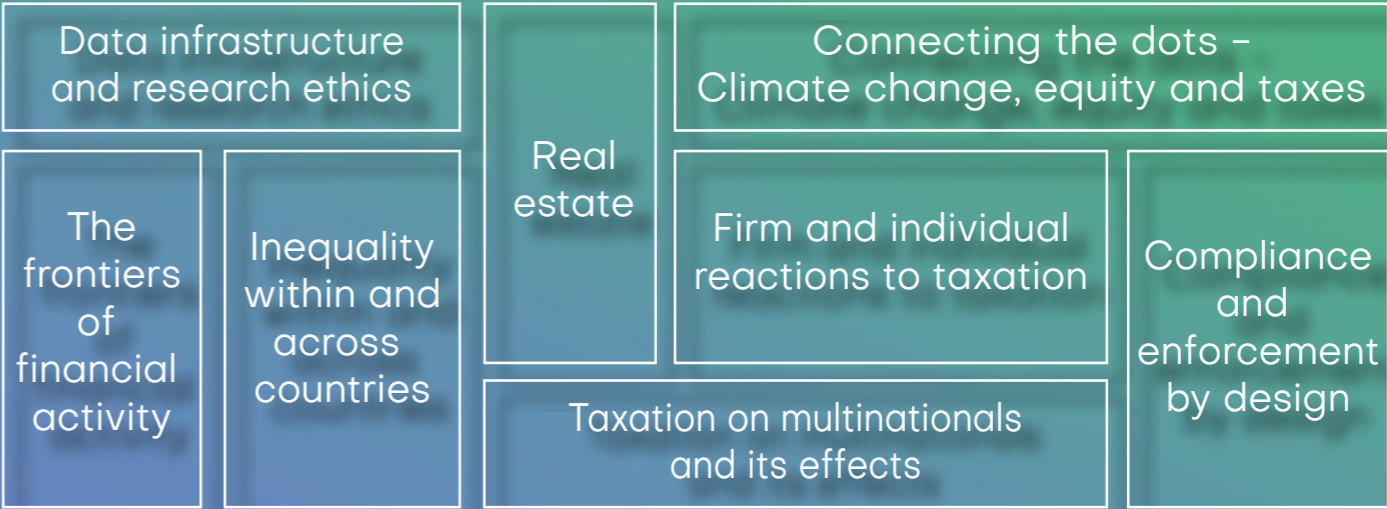 Data infrastructure
and research ethics
The
frontiers
of
financial
activity
Inequality
within and
across
countries
Real
estate
Connecting the dots –
Climate change, equity and taxes
Firm and individual
reactions to taxation
Taxation on multinationals
and its effects
Compliance
and
enforcement
by design